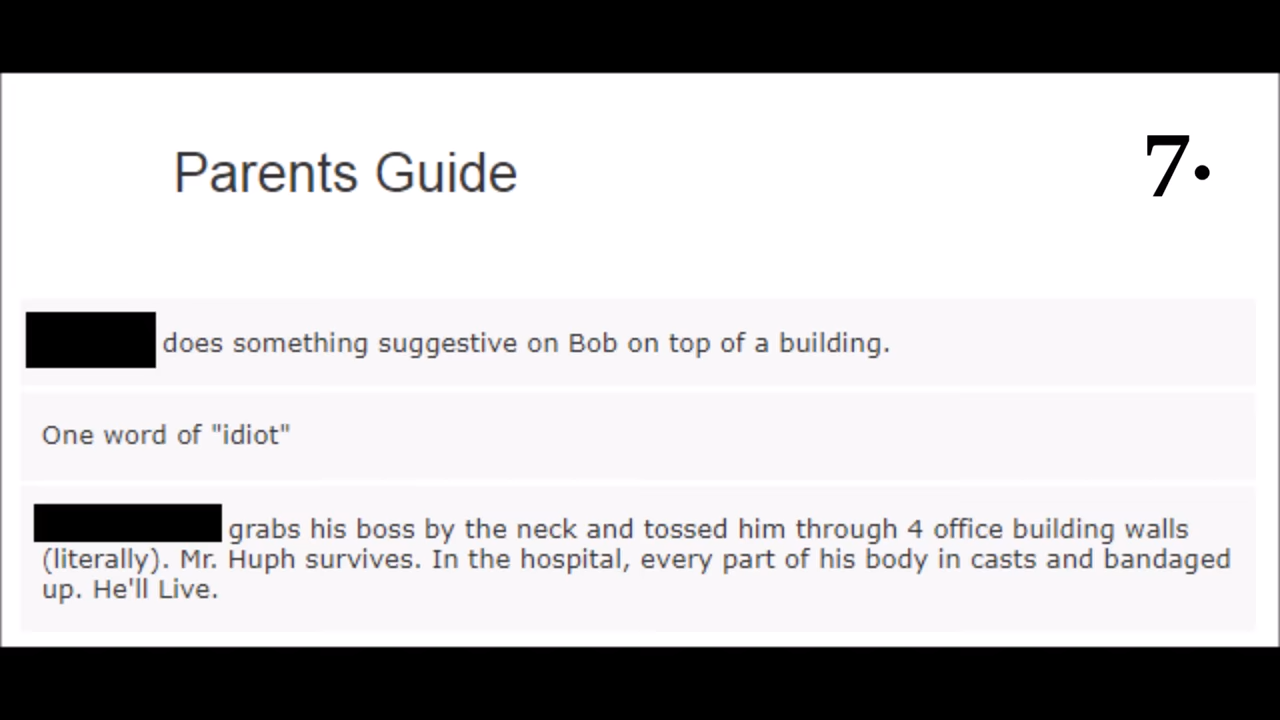 Parents Guide
7.
does something suggestive on Bob on top of a building.
One word of "idiot"
grabs his boss by the neck and tossed him through 4 office building walls
(literally). Mr. Huph survives. In the hospital, every part of his body in casts and bandaged
up. He'll Live.